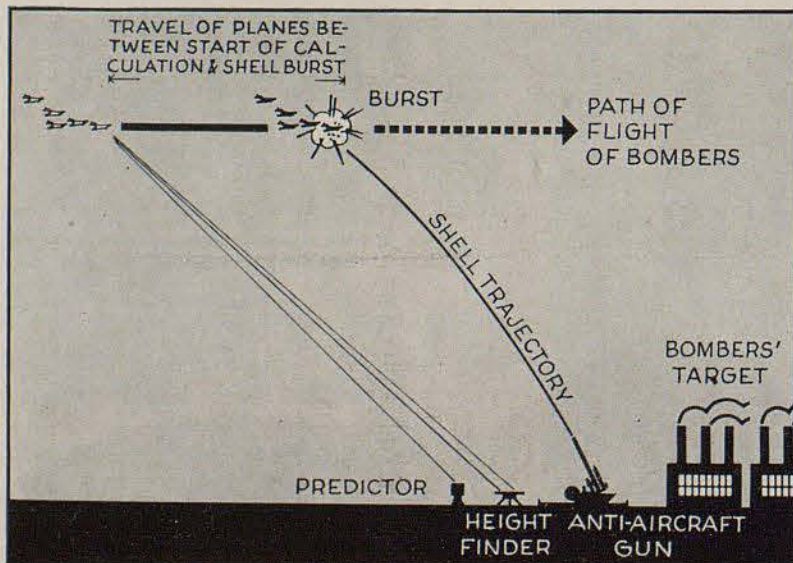 TRAVEL OF PLANES BE-
TWEEN START OF CAL-
CULATION & SHELL BURST
BURST
PATH OF
FLIGHT
OF BOMBERS
SHELL TRAJECTORY
BOMBERS'
TARGET
PREDICTOR
HEIGHT
FINDER
ANTI-AIRCRAFT
GUN